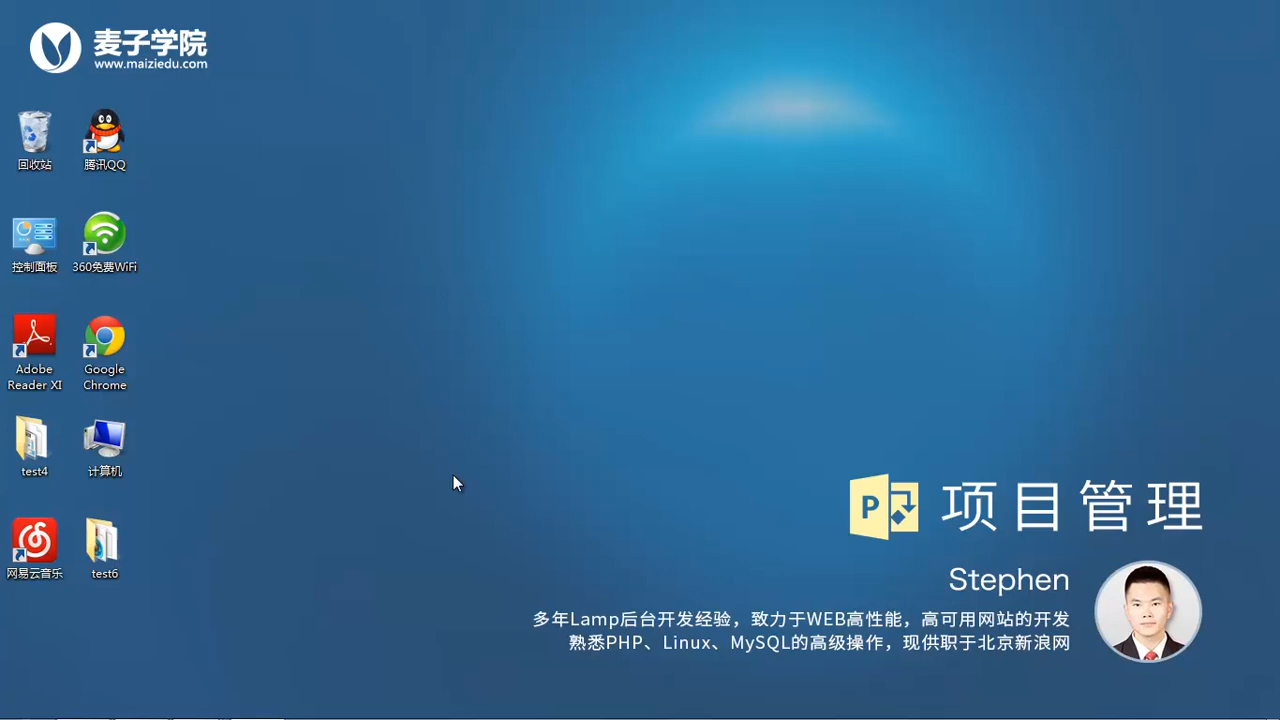 麦子学院
www.maiziedu.com
回收站
腾讯QQ
控制面板
360免费WiFi
Adobe
Reader XI
Google
Chrome
test4
计算机
网易云音乐
test6
P
项目管理
Stephen
多年Lamp后台开发经验，致力于WEB高性能，高可用网站的开发
熟悉PHP、Linux、MySQL的高级操作，现供职于北京新浪网